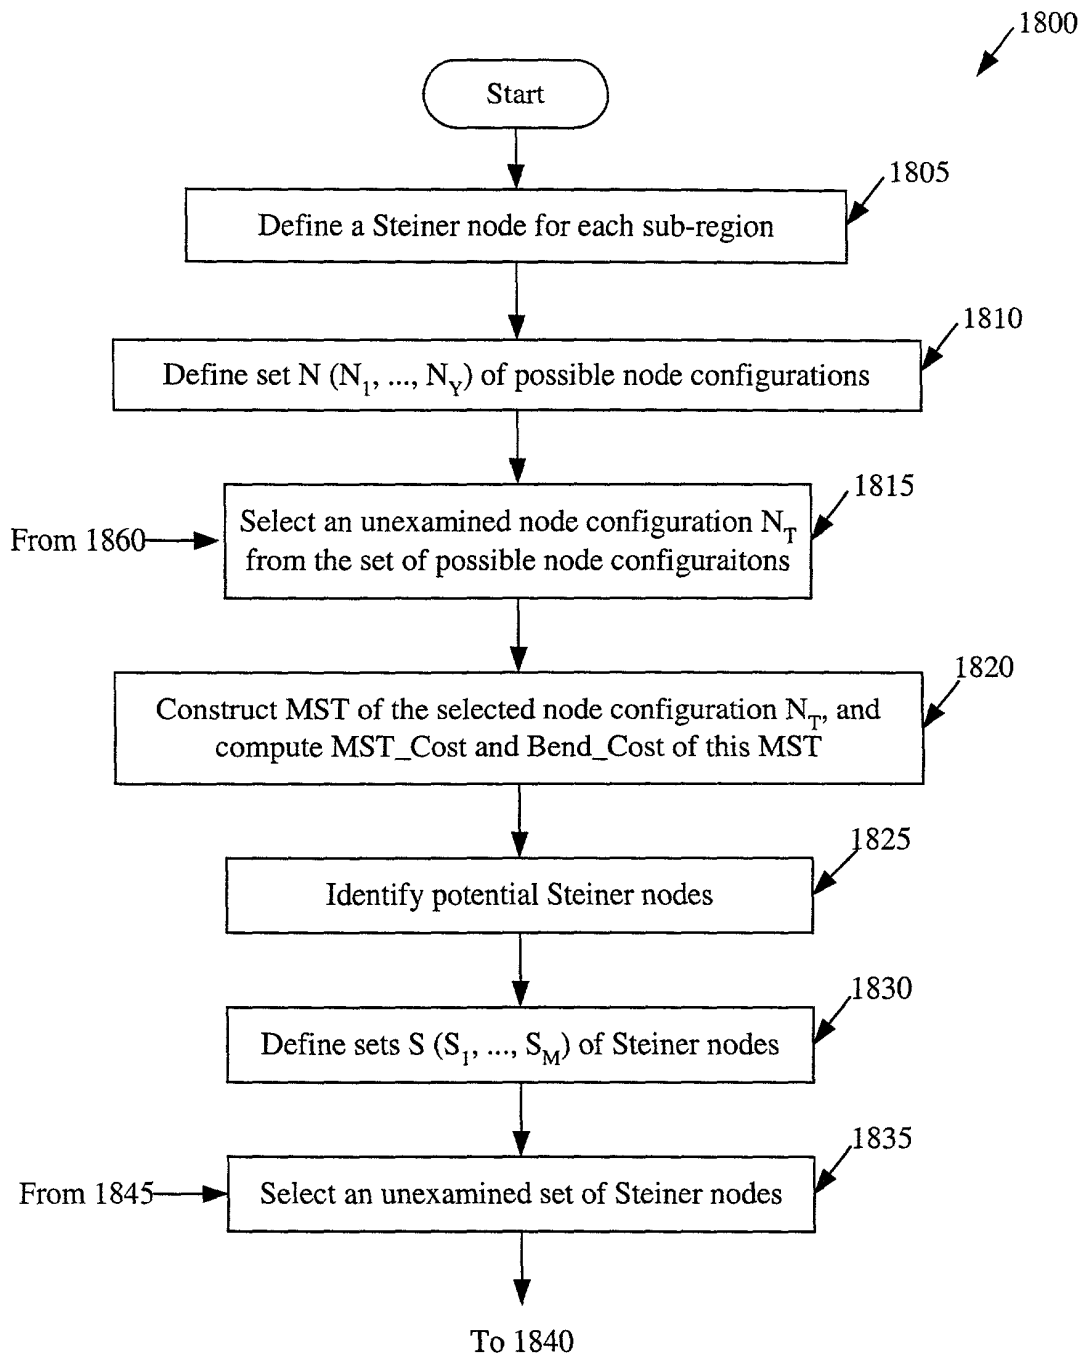 1800
Start
1805
Define a Steiner node for each sub-region
1810
Define set N (N1, ..., NY) of possible node configurations
1815
Select an unexamined node configuration NT
from the set of possible node configuraitons
From 1860
1820
Construct MST of the selected node configuration NT, and
compute MST_Cost and Bend_Cost of this MST
1825
Identify potential Steiner nodes
1830
Define sets S (S1, ..., SM) of Steiner nodes
1835
From 1845
Select an unexamined set of Steiner nodes
To 1840